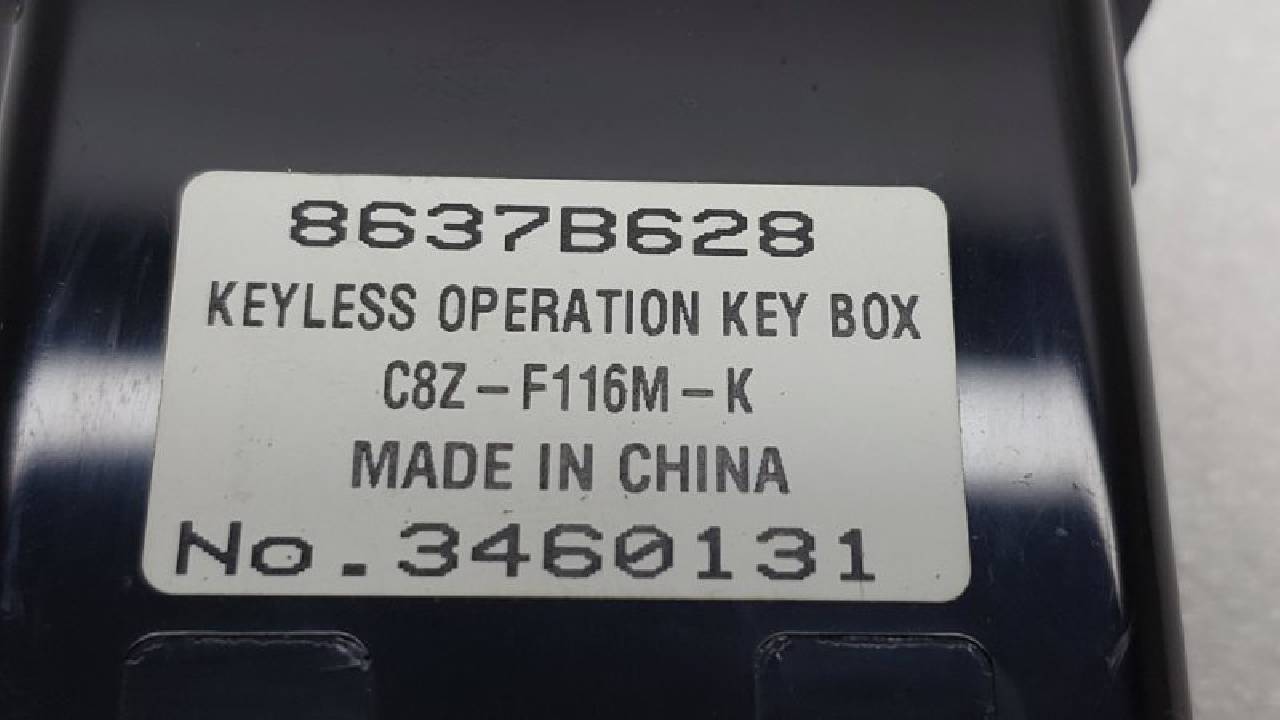 8637B628
KEYLESS OPERATION KEY BOX
C8Z-F116M-K
MADE IN CHINA
No.3460131